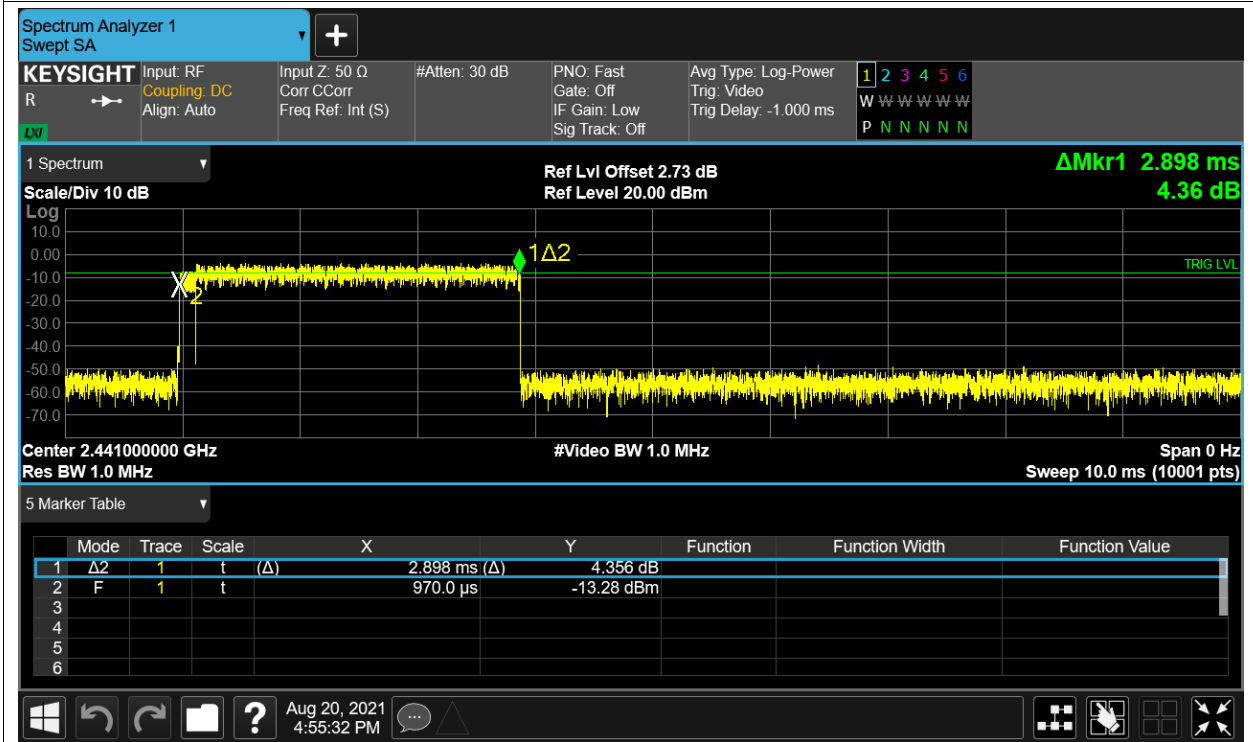 Spectrum Analyzer 1
Swept SA
+
KEYSIGHT
R
LXI
Input: RF
Coupling: DC
Align: Auto
Input Z: 50 Ω
Corr CCorr
Freq Ref: Int (S)
#Atten: 30 dB
PNO: Fast
Gate: Off
IF Gain: Low
Sig Track: Off
Avg Type: Log-Power
Trig: Video
Trig Delay: -1.000 ms
1 2 3 4 5 6
W W W W W W
P N N N N N
1 Spectrum
Scale/Div 10 dB
Ref Lvl Offset 2.73 dB
Ref Level 20.00 dBm
ΔMkr1 2.898 ms
4.36 dB
Log
10.0
0.00
-10.0
-20.0
-30.0
-40.0
-50.0
-60.0
-70.0
1Δ2
2
TRIG LVL
Center 2.441000000 GHz
Res BW 1.0 MHz
#Video BW 1.0 MHz
Span 0 Hz
Sweep 10.0 ms (10001 pts)
5 Marker Table
Mode Trace Scale X Y Function Function Width Function Value
1 Δ2 1 t (Δ) 2.898 ms (Δ) 4.356 dB
2 F 1 t 970.0 µs -13.28 dBm
3
4
5
6
?
Aug 20, 2021
4:55:32 PM